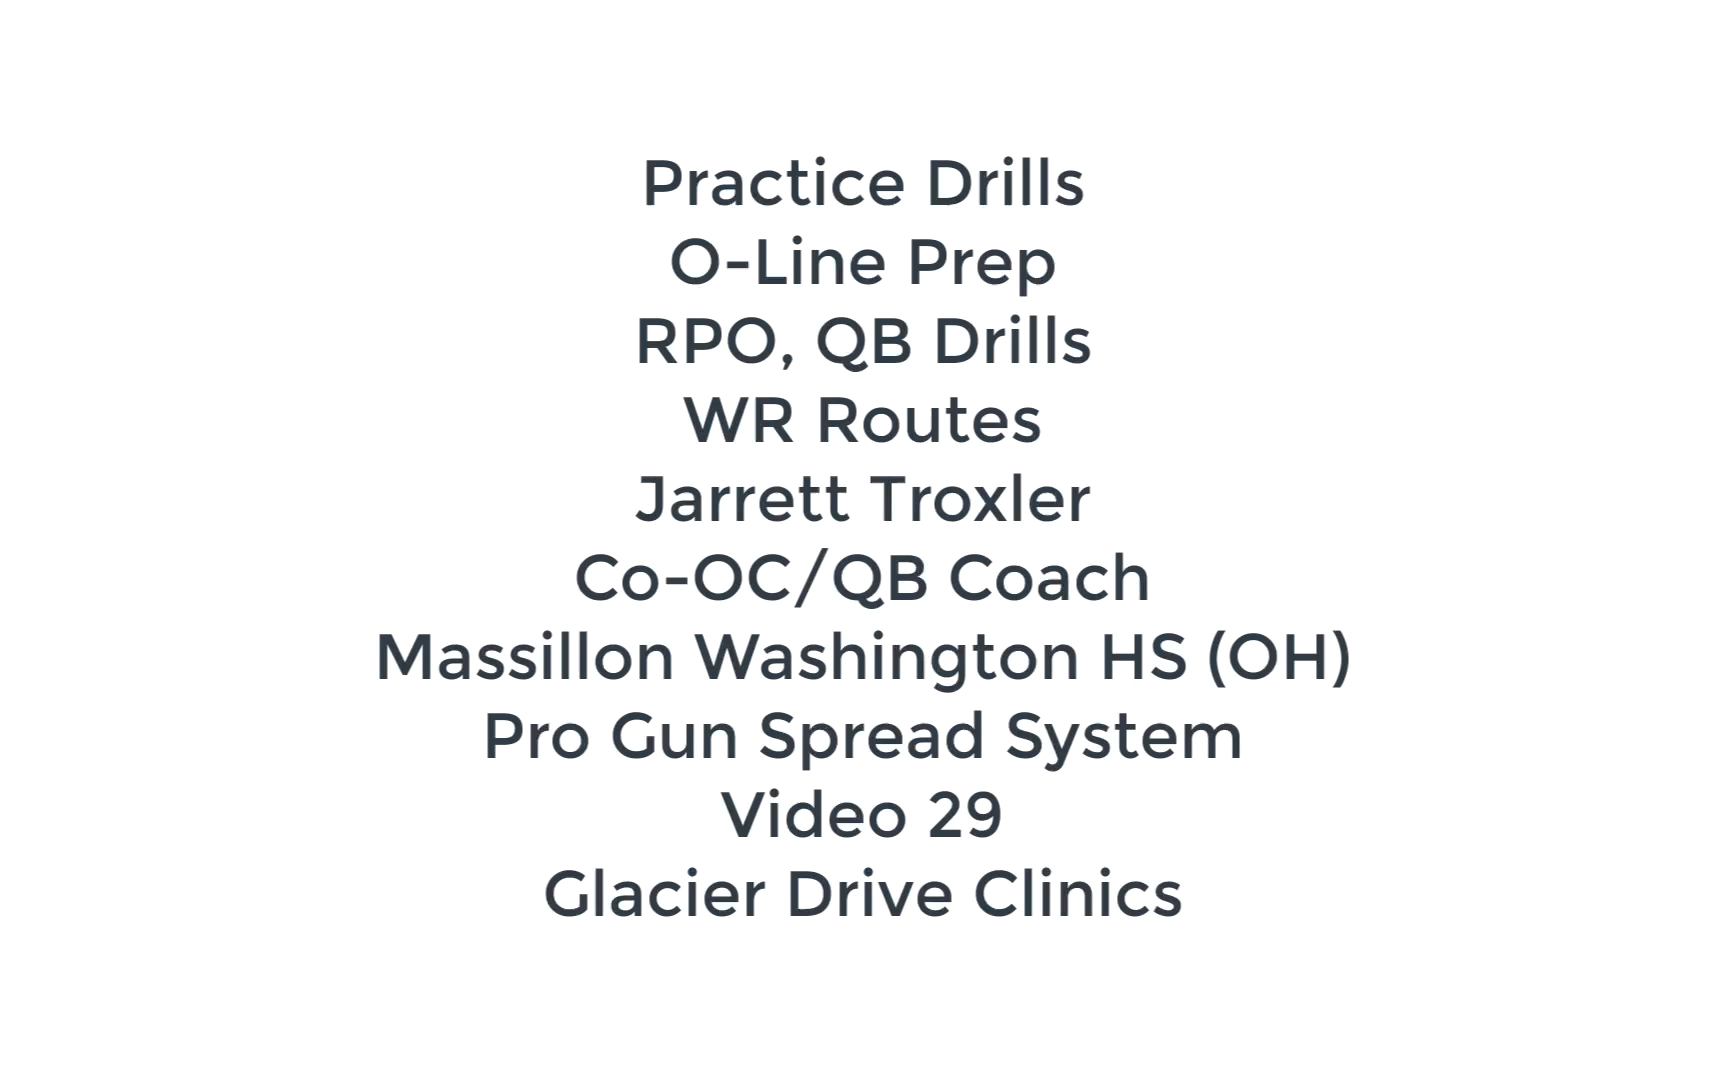 Practice Drills
O-Line Prep
RPO, QB Drills
WR Routes
Jarrett Troxler
Co-OC/QB Coach
Massillon Washington HS (OH)
Pro Gun Spread System
Video 29
Glacier Drive Clinics